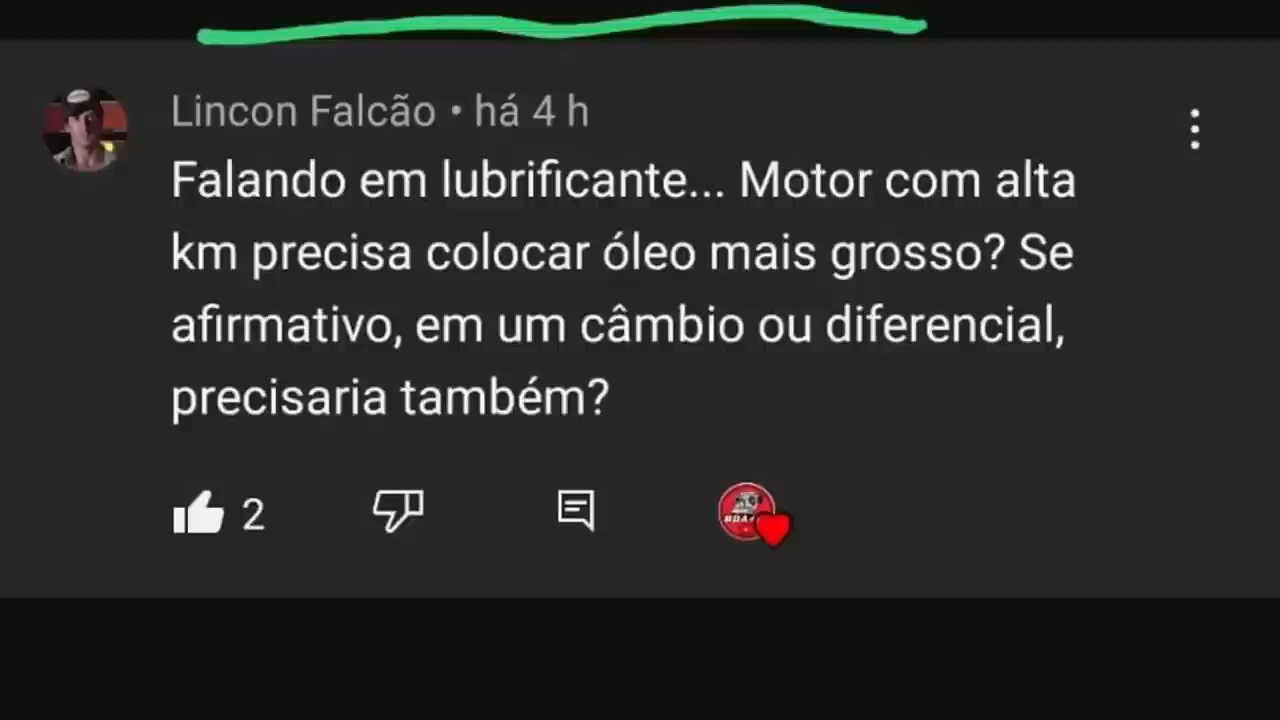 Lincon Falcão • há 4 h
Falando em lubrificante... Motor com alta
km precisa colocar óleo mais grosso? Se
afirmativo, em um câmbio ou diferencial,
precisaria também?
2